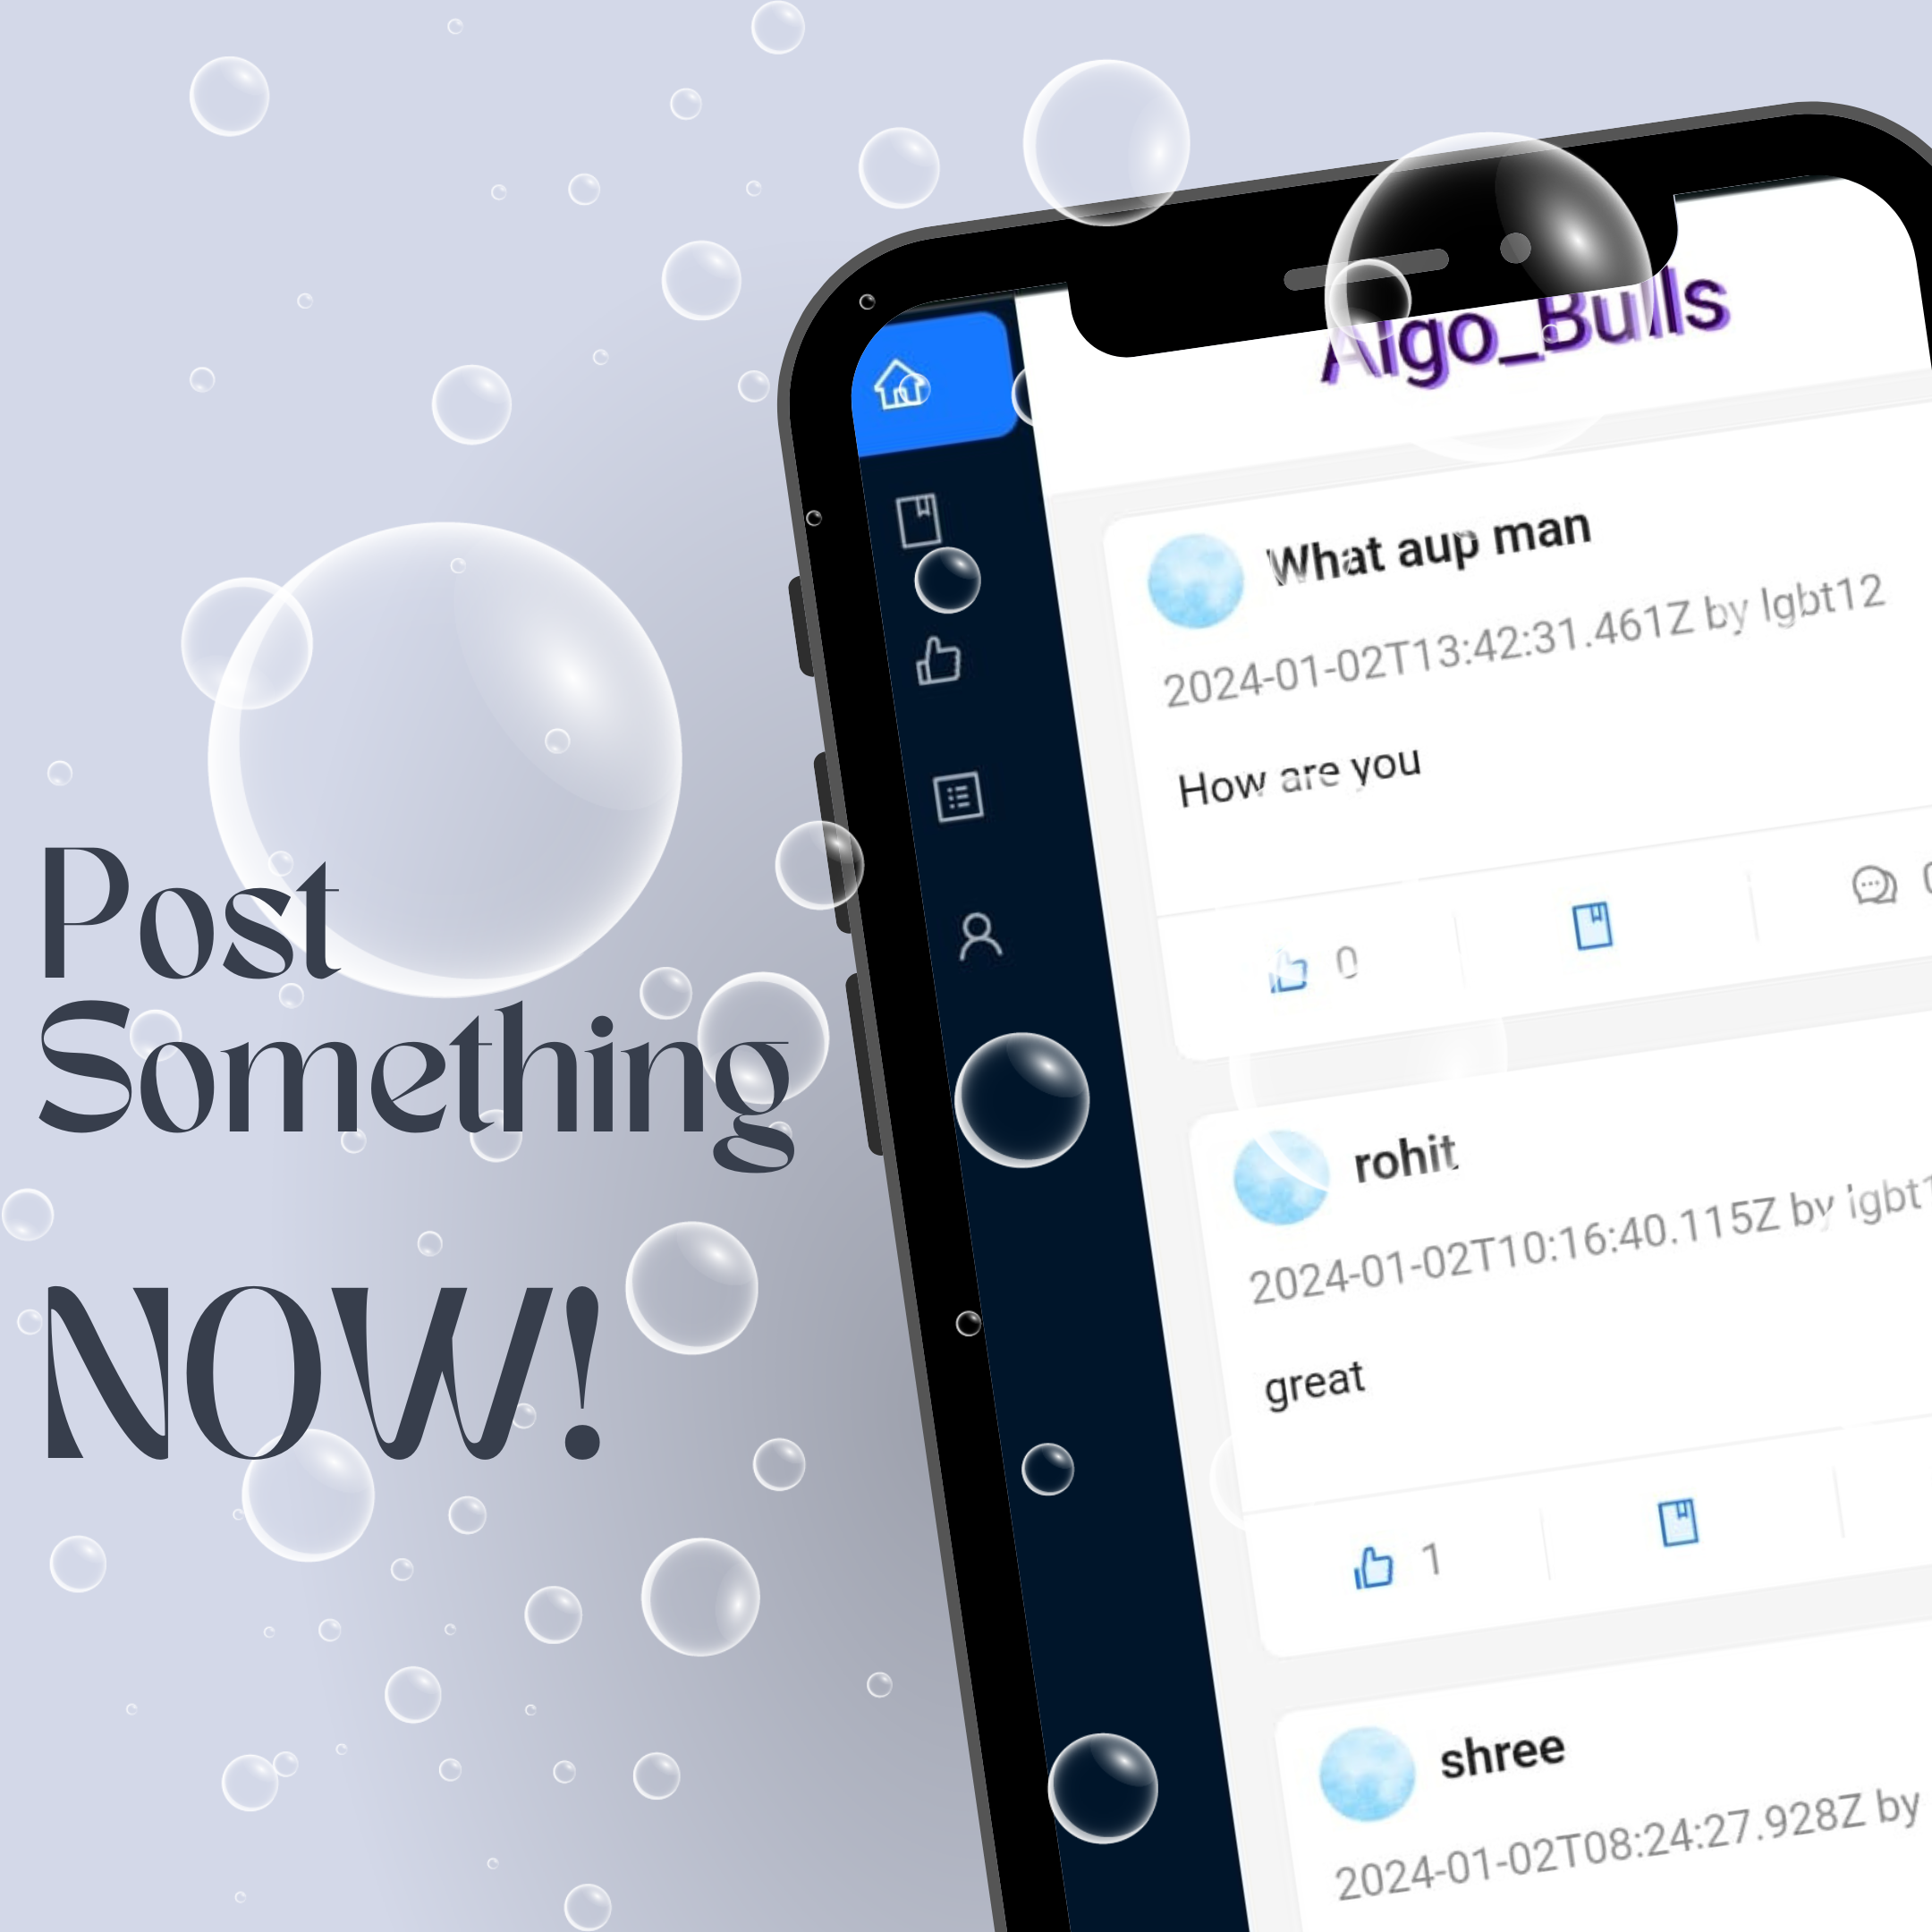 Post
Something
NOW!
Algo_Bulls
What aup man
2024-01-02T13:42:31.461Z by lgbt12
How are you
0
rohit
2024-01-02T10:16:40.115Z by
great
1
shree
2024-01-02T08:24:27.928Z by